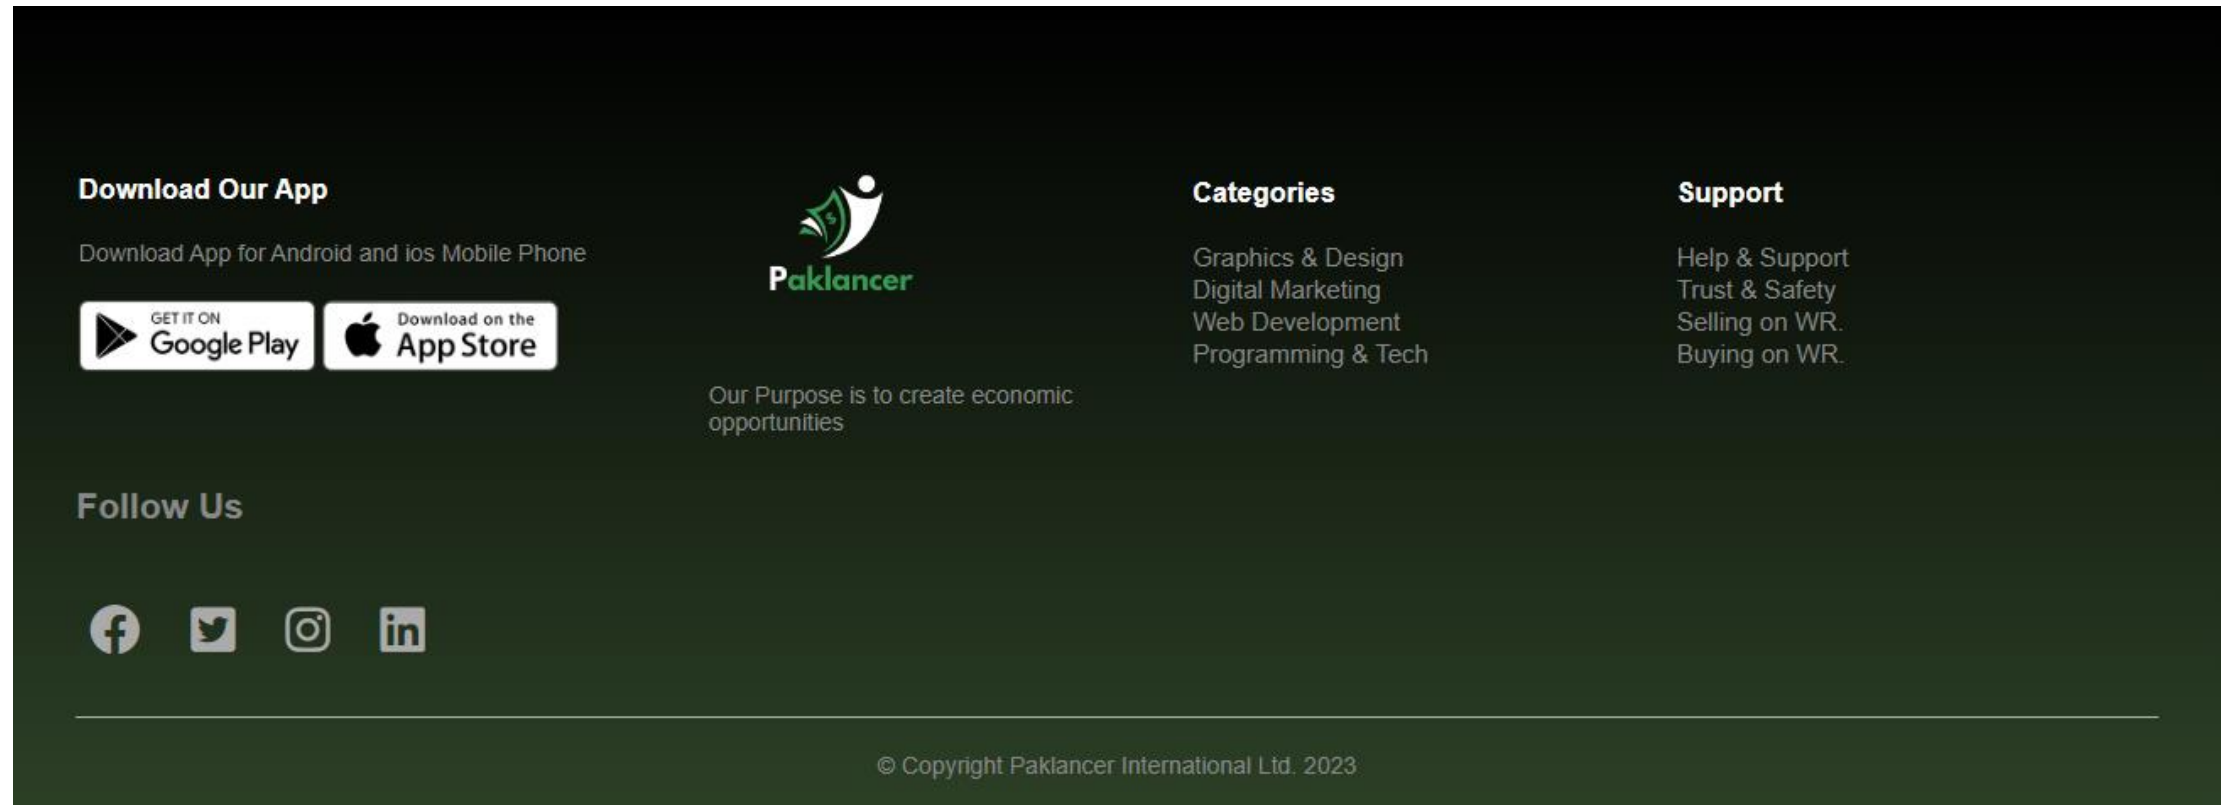 Download Our App
Download App for Android and ios Mobile Phone
GET IT ON
Google Play
Download on the
App Store
Follow Us
$
Paklancer
Our Purpose is to create economic
opportunities
Categories
Graphics & Design
Digital Marketing
Web Development
Programming & Tech
Support
Help & Support
Trust & Safety
Selling on WR.
Buying on WR.
© Copyright Paklancer International Ltd. 2023